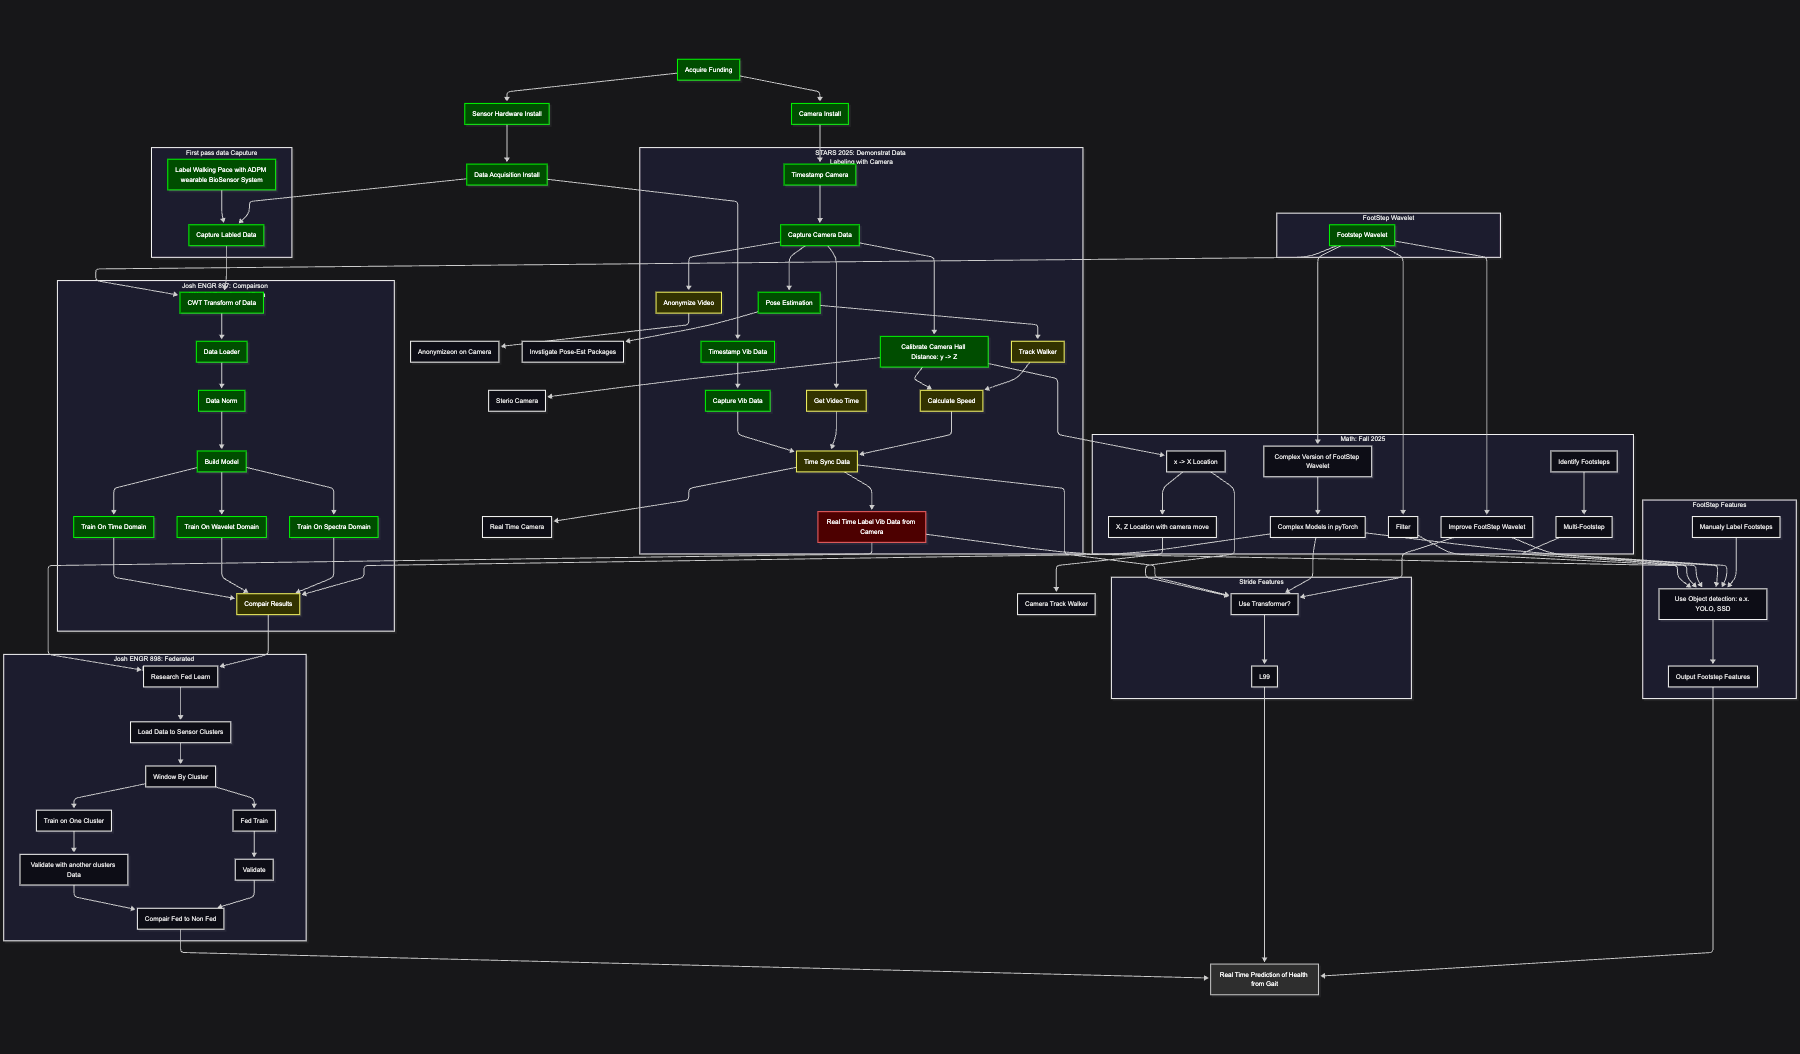 Acquire Funding
Sensor Hardware Install
Camera Install
First pass data Caputure
Label Walking Pace with ADPM
wearable BioSensor System
Capture Labled Data
Data Acquisition Install
STARS 2025: Demonstrat Data
Labeling with Camera
Timestamp Camera
Capture Camera Data
FootStep Wavelet
Footstep Wavelet
Josh ENGR 897: Compairson
CWT Transform of Data
Data Loader
Data Norm
Build Model
Train On Time Domain
Train On Wavelet Domain
Train On Spectra Domain
Compair Results
Anonymize Video
Pose Estimation
Anonymizeon on Camera
Invstigate Pose-Est Packages
Timestamp Vib Data
Calibrate Camera Hall
Distance: y -> Z
Track Walker
Sterio Camera
Capture Vib Data
Get Video Time
Calculate Speed
Time Sync Data
Real Time Camera
Real Time Label Vib Data from
Camera
Math: Fall 2025
x -> X Location
Complex Version of FootStep
Wavelet
Identify Footsteps
X, Z Location with camera move
Complex Models in pyTorch
Filter
Improve FootStep Wavelet
Multi-Footstep
FootStep Features
Manualy Label Footsteps
Use Object detection: e.x.
YOLO, SSD
Output Footstep Features
Camera Track Walker
Stride Features
Use Transformer?
L99
Josh ENGR 898: Federated
Research Fed Learn
Load Data to Sensor Clusters
Window By Cluster
Train on One Cluster
Fed Train
Validate with another clusters
Data
Validate
Compair Fed to Non Fed
Real Time Prediction of Health
from Gait